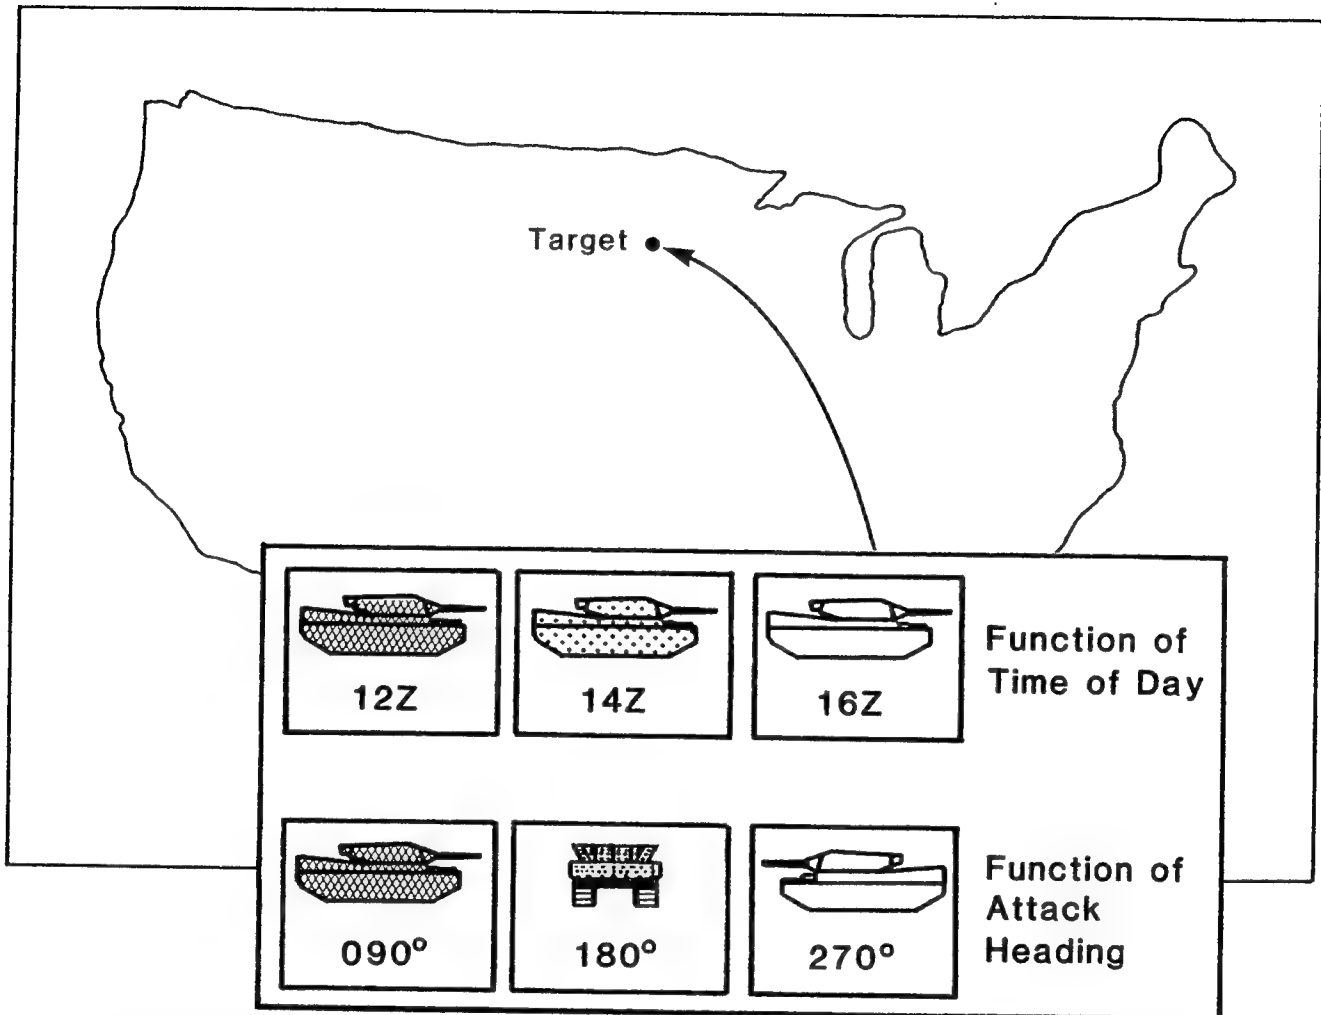 Target
12Z
14Z
16Z
Function of
Time of Day
090°
180°
270°
Function of
Attack
Heading